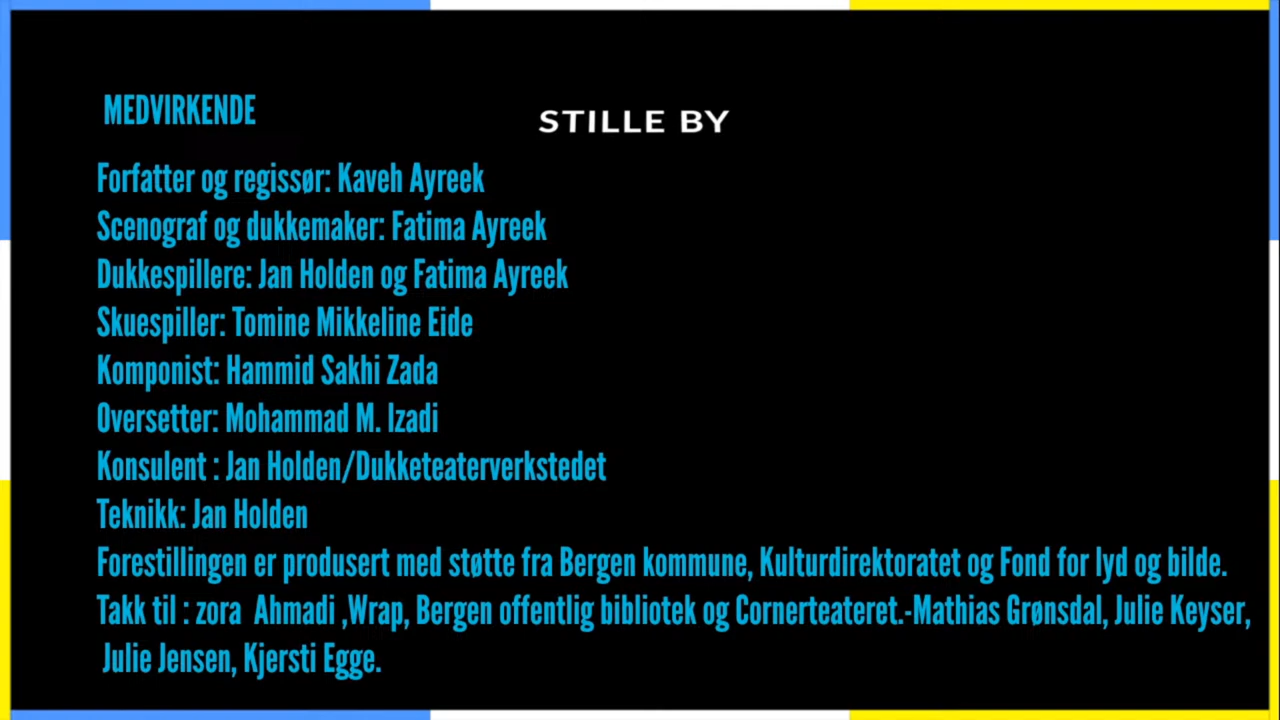 MEDVIRKENDE
STILLE BY
Forfatter og regissør: Kaveh Ayreek
Scenograf og dukkemaker: Fatima Ayreek
Dukkespillere: Jan Holden og Fatima Ayreek
Skuespiller: Tomine Mikkeline Eide
Komponist: Hammid Sakhi Zada
Oversetter: Mohammad M. Izadi
Konsulent : Jan Holden/Dukketeaterverkstedet
Teknikk: Jan Holden
Forestillingen er produsert med støtte fra Bergen kommune, Kulturdirektoratet og Fond for lyd og bilde.
Takk til : zora  Ahmadi ,Wrap, Bergen offentlig bibliotek og Cornerteateret.-Mathias Grønsdal, Julie Keyser,
Julie Jensen, Kjersti Egge.